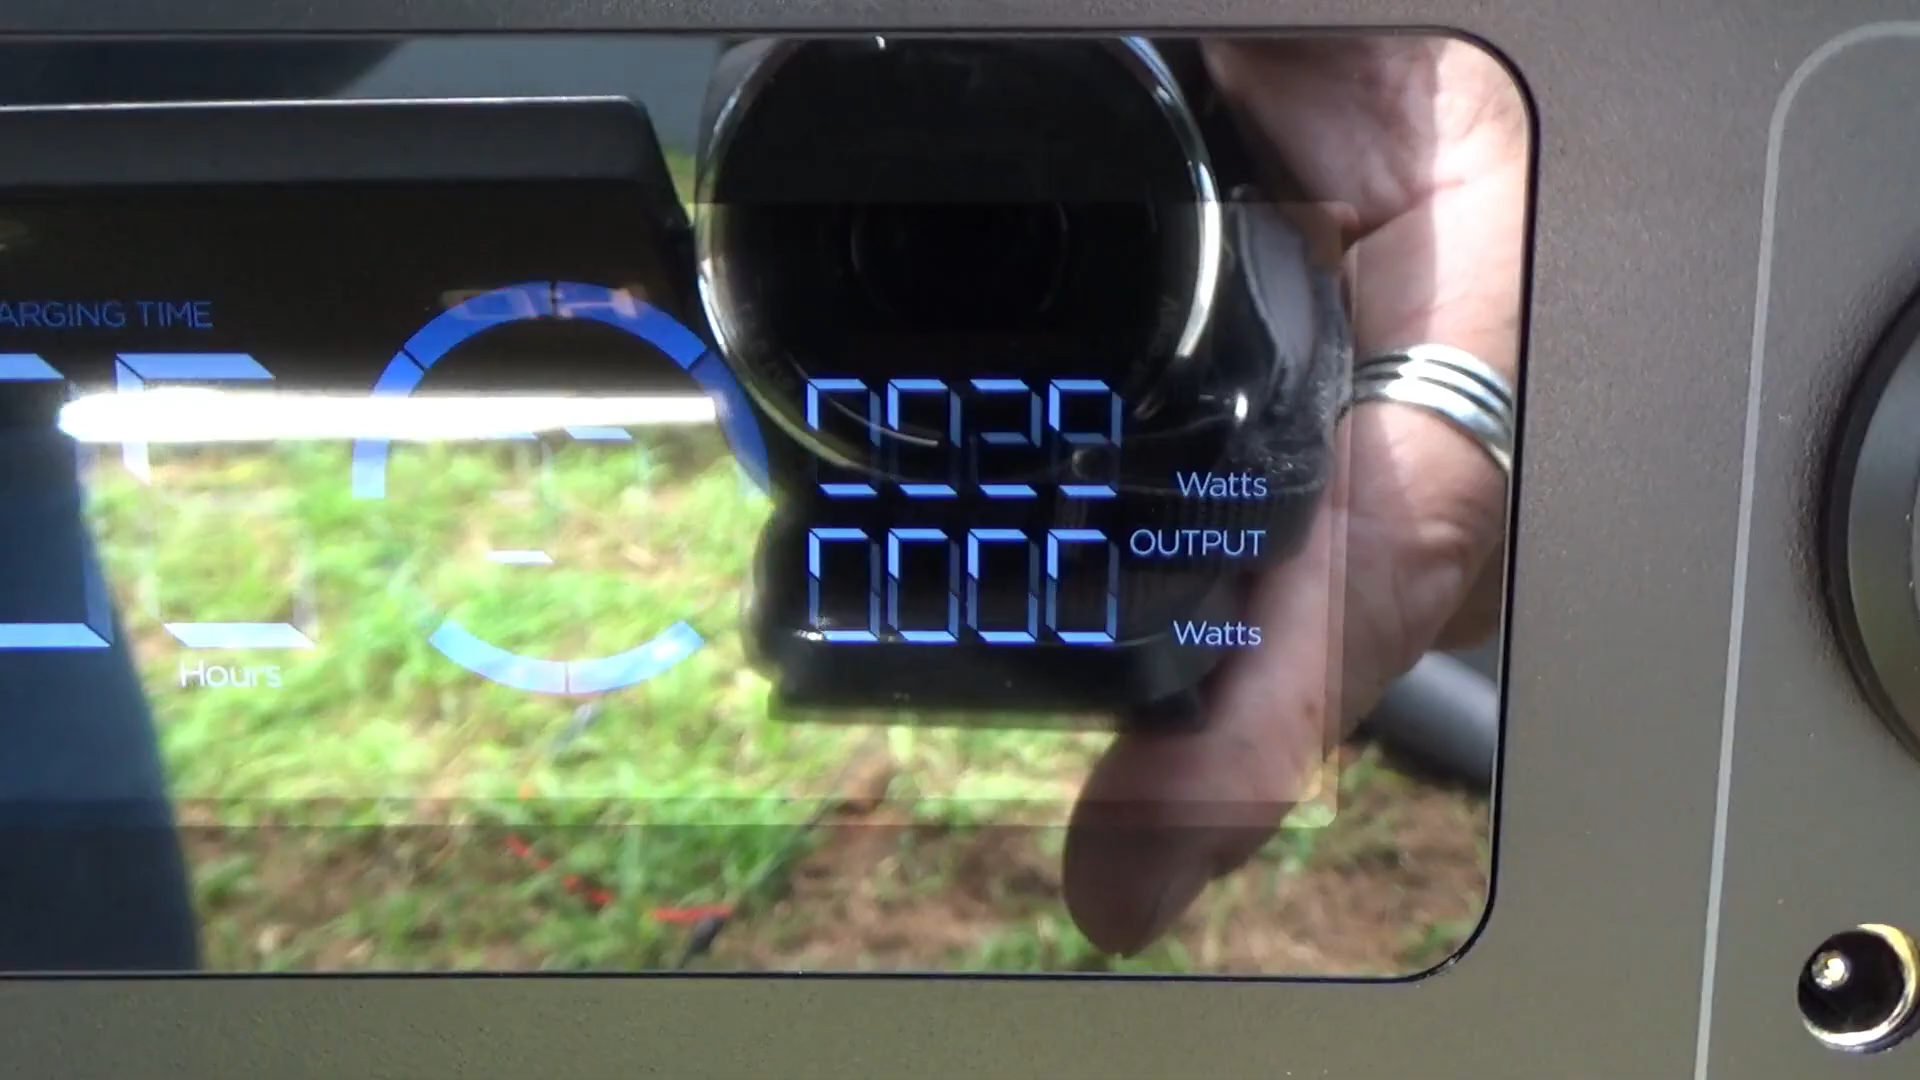 ARGING TIME
0029
Watts
OUTPUT
0000
Watts
Hours